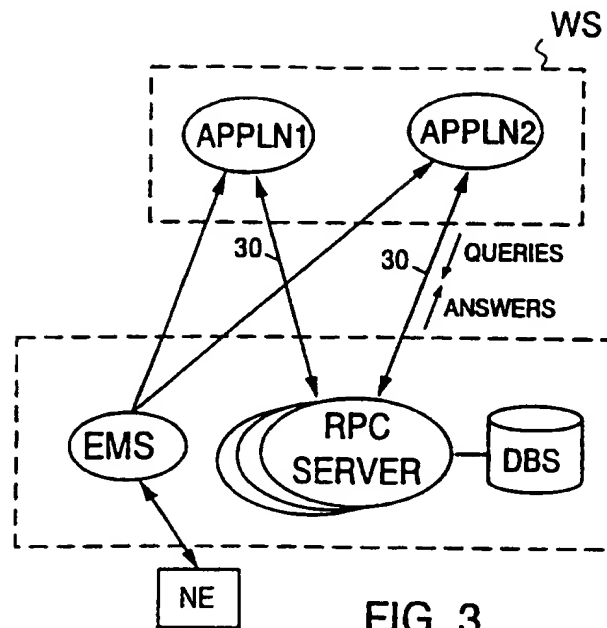 WS
APPLN1
APPLN2
30
30
QUERIES
ANSWERS
EMS
RPC
SERVER
DBS
NE
FIG. 3